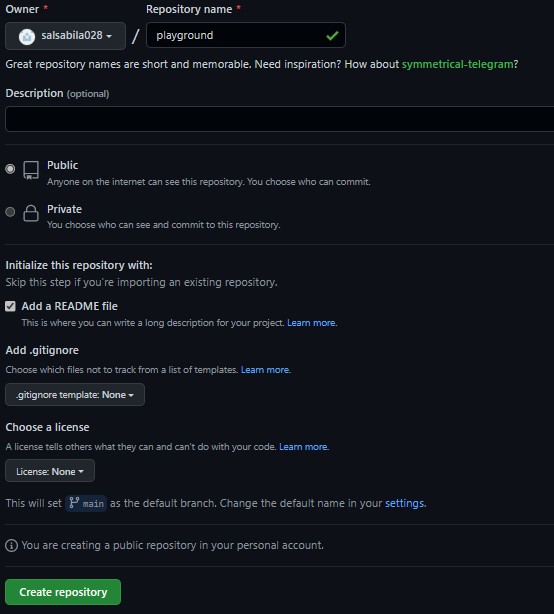 Owner * Repository name *
salsabila028 / playground
Great repository names are short and memorable. Need inspiration? How about symmetrical-telegram?
Description (optional)
Public
Anyone on the internet can see this repository. You choose who can commit.
Private
You choose who can see and commit to this repository.
Initialize this repository with:
Skip this step if you're importing an existing repository.
Add a README file
This is where you can write a long description for your project. Learn more.
Add .gitignore
Choose which files not to track from a list of templates. Learn more.
.gitignore template: None
Choose a license
A license tells others what they can and can't do with your code. Learn more.
License: None
This will set main as the default branch. Change the default name in your settings.
You are creating a public repository in your personal account.
Create repository